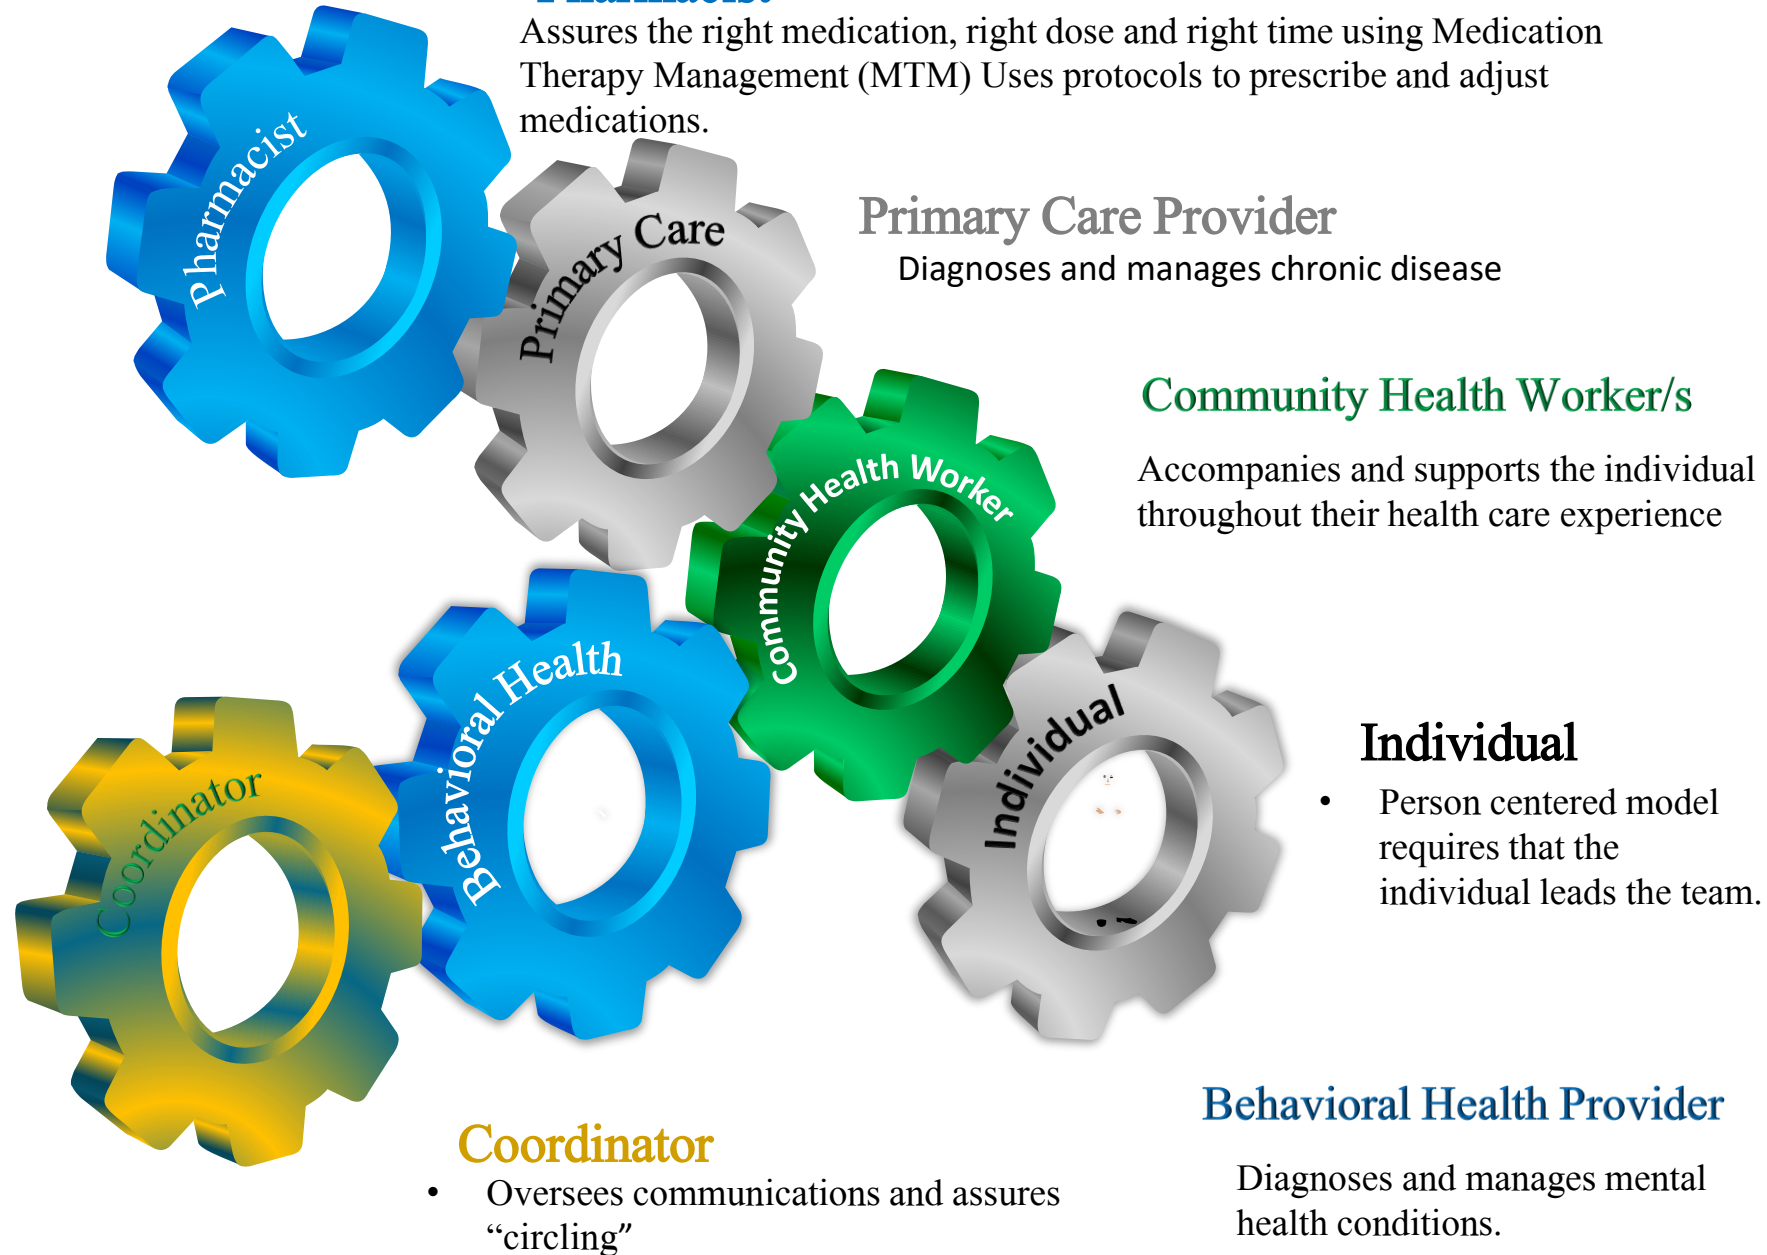 Pharmacist
Assures the right medication, right dose and right time using Medication
Therapy Management (MTM) Uses protocols to prescribe and adjust
medications.
Pharmacist
Primary Care
Primary Care Provider
Diagnoses and manages chronic disease
Community Health Worker/s
Community Health Worker
Accompanies and supports the individual
throughout their health care experience
Behavioral Health
Individual
Individual
• Person centered model
requires that the
individual leads the team.
Coordinator
Behavioral Health Provider
Diagnoses and manages mental
health conditions.
Coordinator
• Oversees communications and assures
“circling”